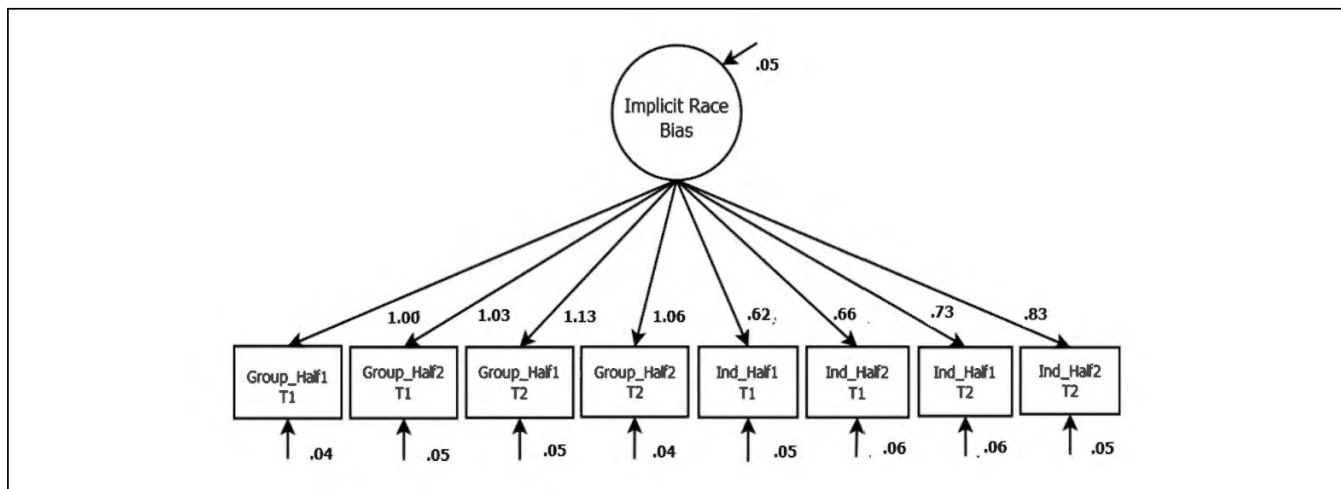 .05
Implicit Race
Bias
1.00 1.03 1.13 1.06 .62 .66 .73 .83
Group_Half1 Group_Half2 Group_Half1 Group_Half2 Ind_Half1 Ind_Half2 Ind_Half1 Ind_Half2
T1 T1 T2 T2 T1 T1 T2 T2
.04 .05 .05 .04 .05 .06 .06 .05